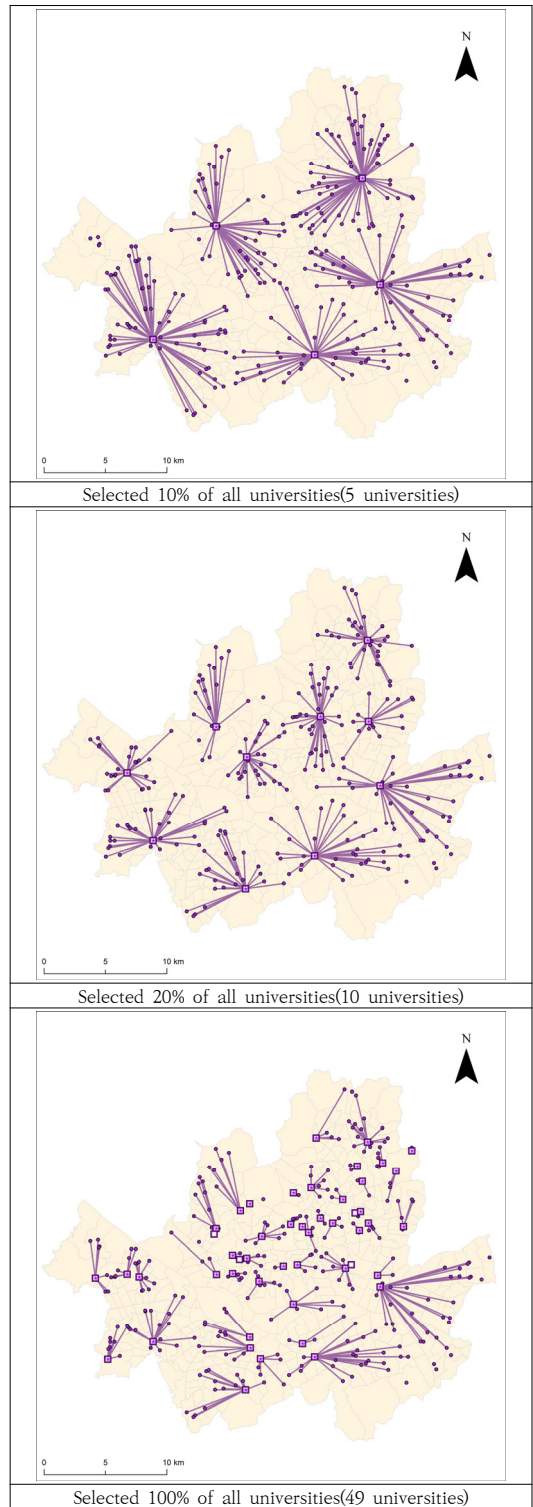 N
0 5 10 km
Selected 10% of all universities(5 universities)
N
0 5 10 km
Selected 20% of all universities(10 universities)
N
0 5 10 km
Selected 100% of all universities(49 universities)